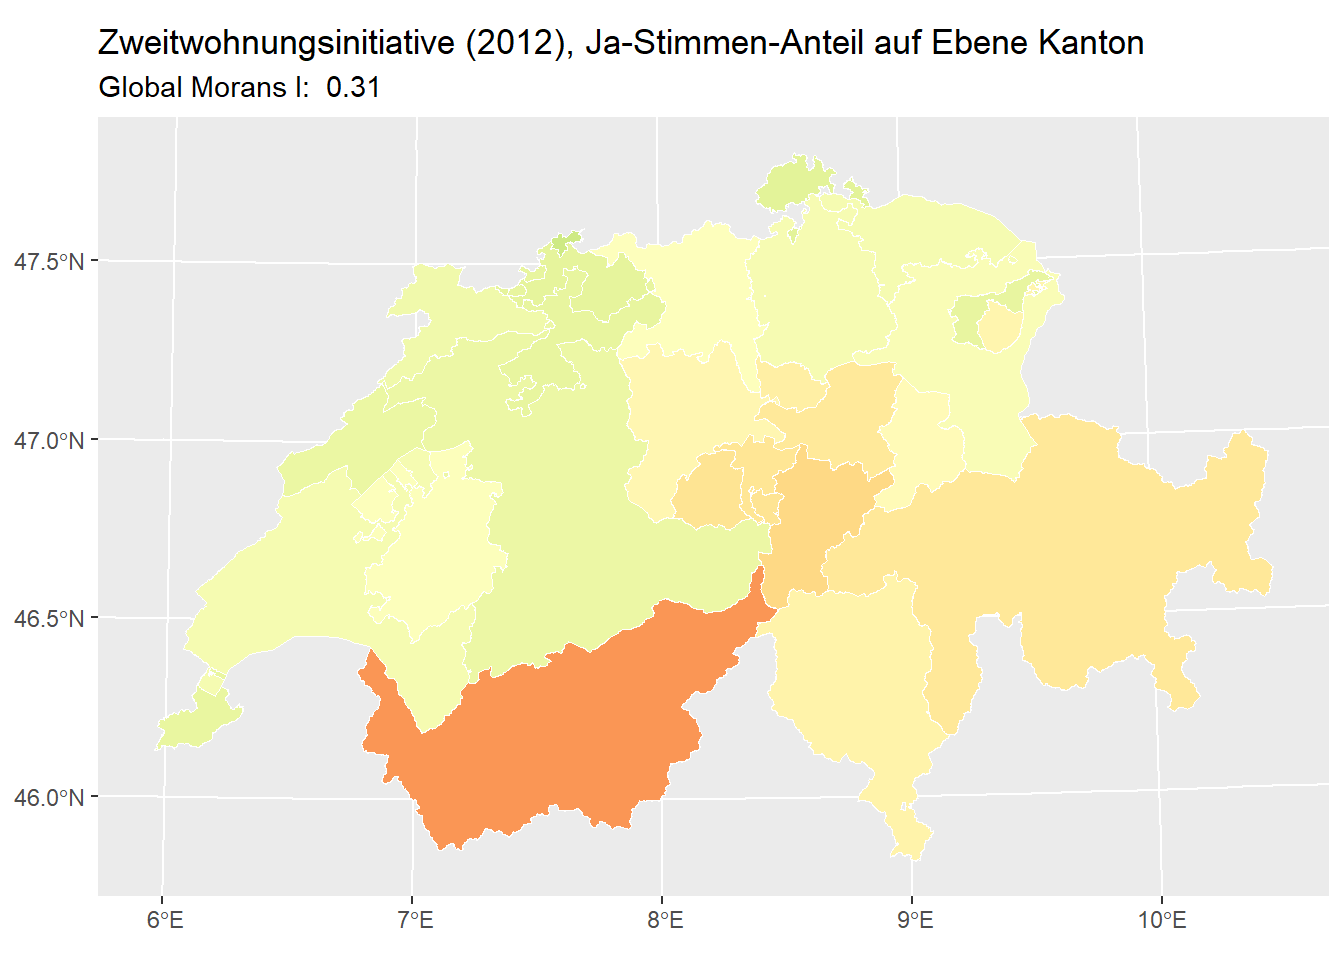 Zweitwohnungsinitiative (2012), Ja-Stimmen-Anteil auf Ebene Kanton
Global Morans I:  0.31
47.5°N
47.0°N
46.5°N
46.0°N
6°E
7°E
8°E
9°E
10°E